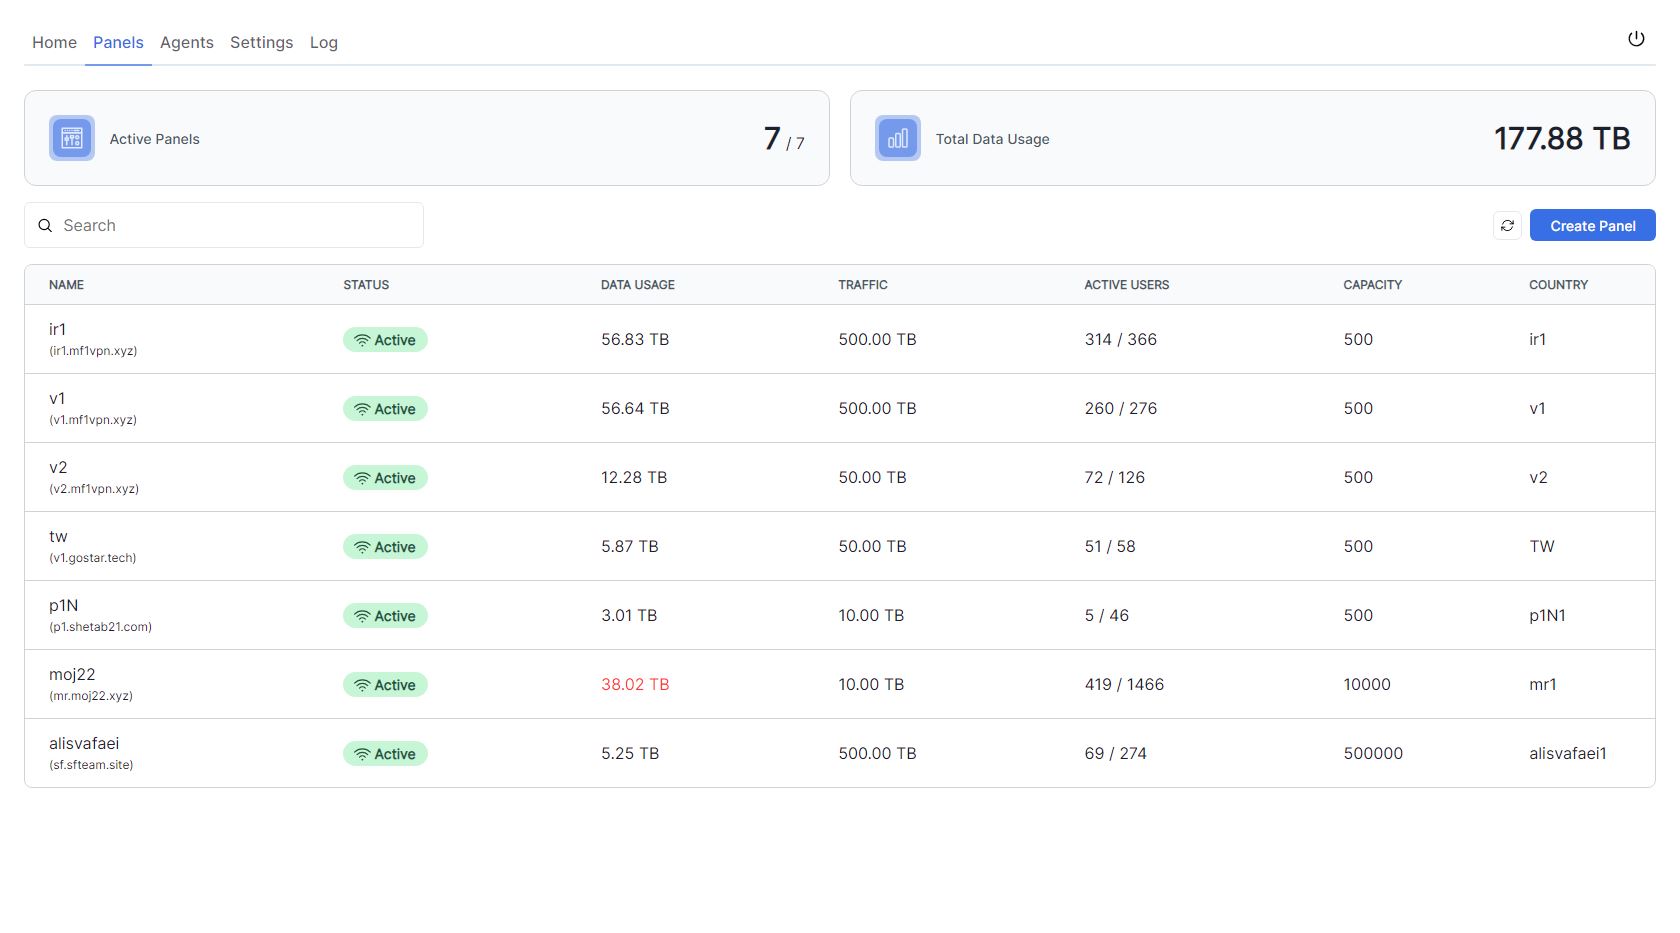 Home Panels Agents Settings Log
Active Panels 7 / 7
Total Data Usage 177.88 TB
Search
Create Panel
NAME STATUS DATA USAGE TRAFFIC ACTIVE USERS CAPACITY COUNTRY
ir1
(ir1.mf1vpn.xyz)
Active 56.83 TB 500.00 TB 314 / 366 500 ir1
v1
(v1.mf1vpn.xyz)
Active 56.64 TB 500.00 TB 260 / 276 500 v1
v2
(v2.mf1vpn.xyz)
Active 12.28 TB 50.00 TB 72 / 126 500 v2
tw
(v1.gostar.tech)
Active 5.87 TB 50.00 TB 51 / 58 500 TW
p1N
(p1.shetab21.com)
Active 3.01 TB 10.00 TB 5 / 46 500 p1N1
moj22
(mr.moj22.xyz)
Active 38.02 TB 10.00 TB 419 / 1466 10000 mr1
alisvafaei
(sf.sfteam.site)
Active 5.25 TB 500.00 TB 69 / 274 500000 alisvafaei1